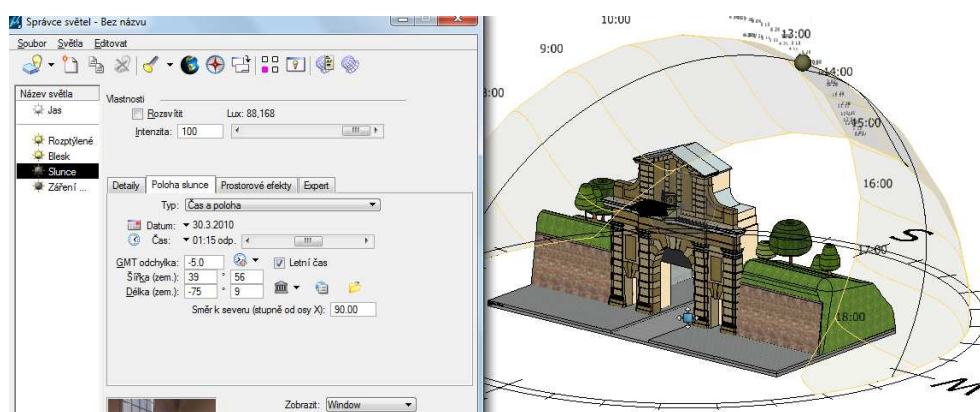 Správce světel - Bez názvu
Soubor Světla Editovat
Název světla
Jas
Rozptýlené
Blesk
Slunce
Záření ...
Vlastnosti
Rozsvítit Lux: 88,168
Intenzita: 100
Detaily Poloha slunce Prostorové efekty Expert
Typ: Čas a poloha
Datum: 30.3.2010
Čas: 01:15 odp.
GMT odchylka: -5.0 Letní čas
Šířka (zem.): 39 ° 56
Délka (zem.): -75 ° 9
Směr k severu (stupně od osy X): 90.00
Zobrazit: Window
10:00
13:00
9:00
14:00
8:00
15:00
16:00
17:00
S
18:00